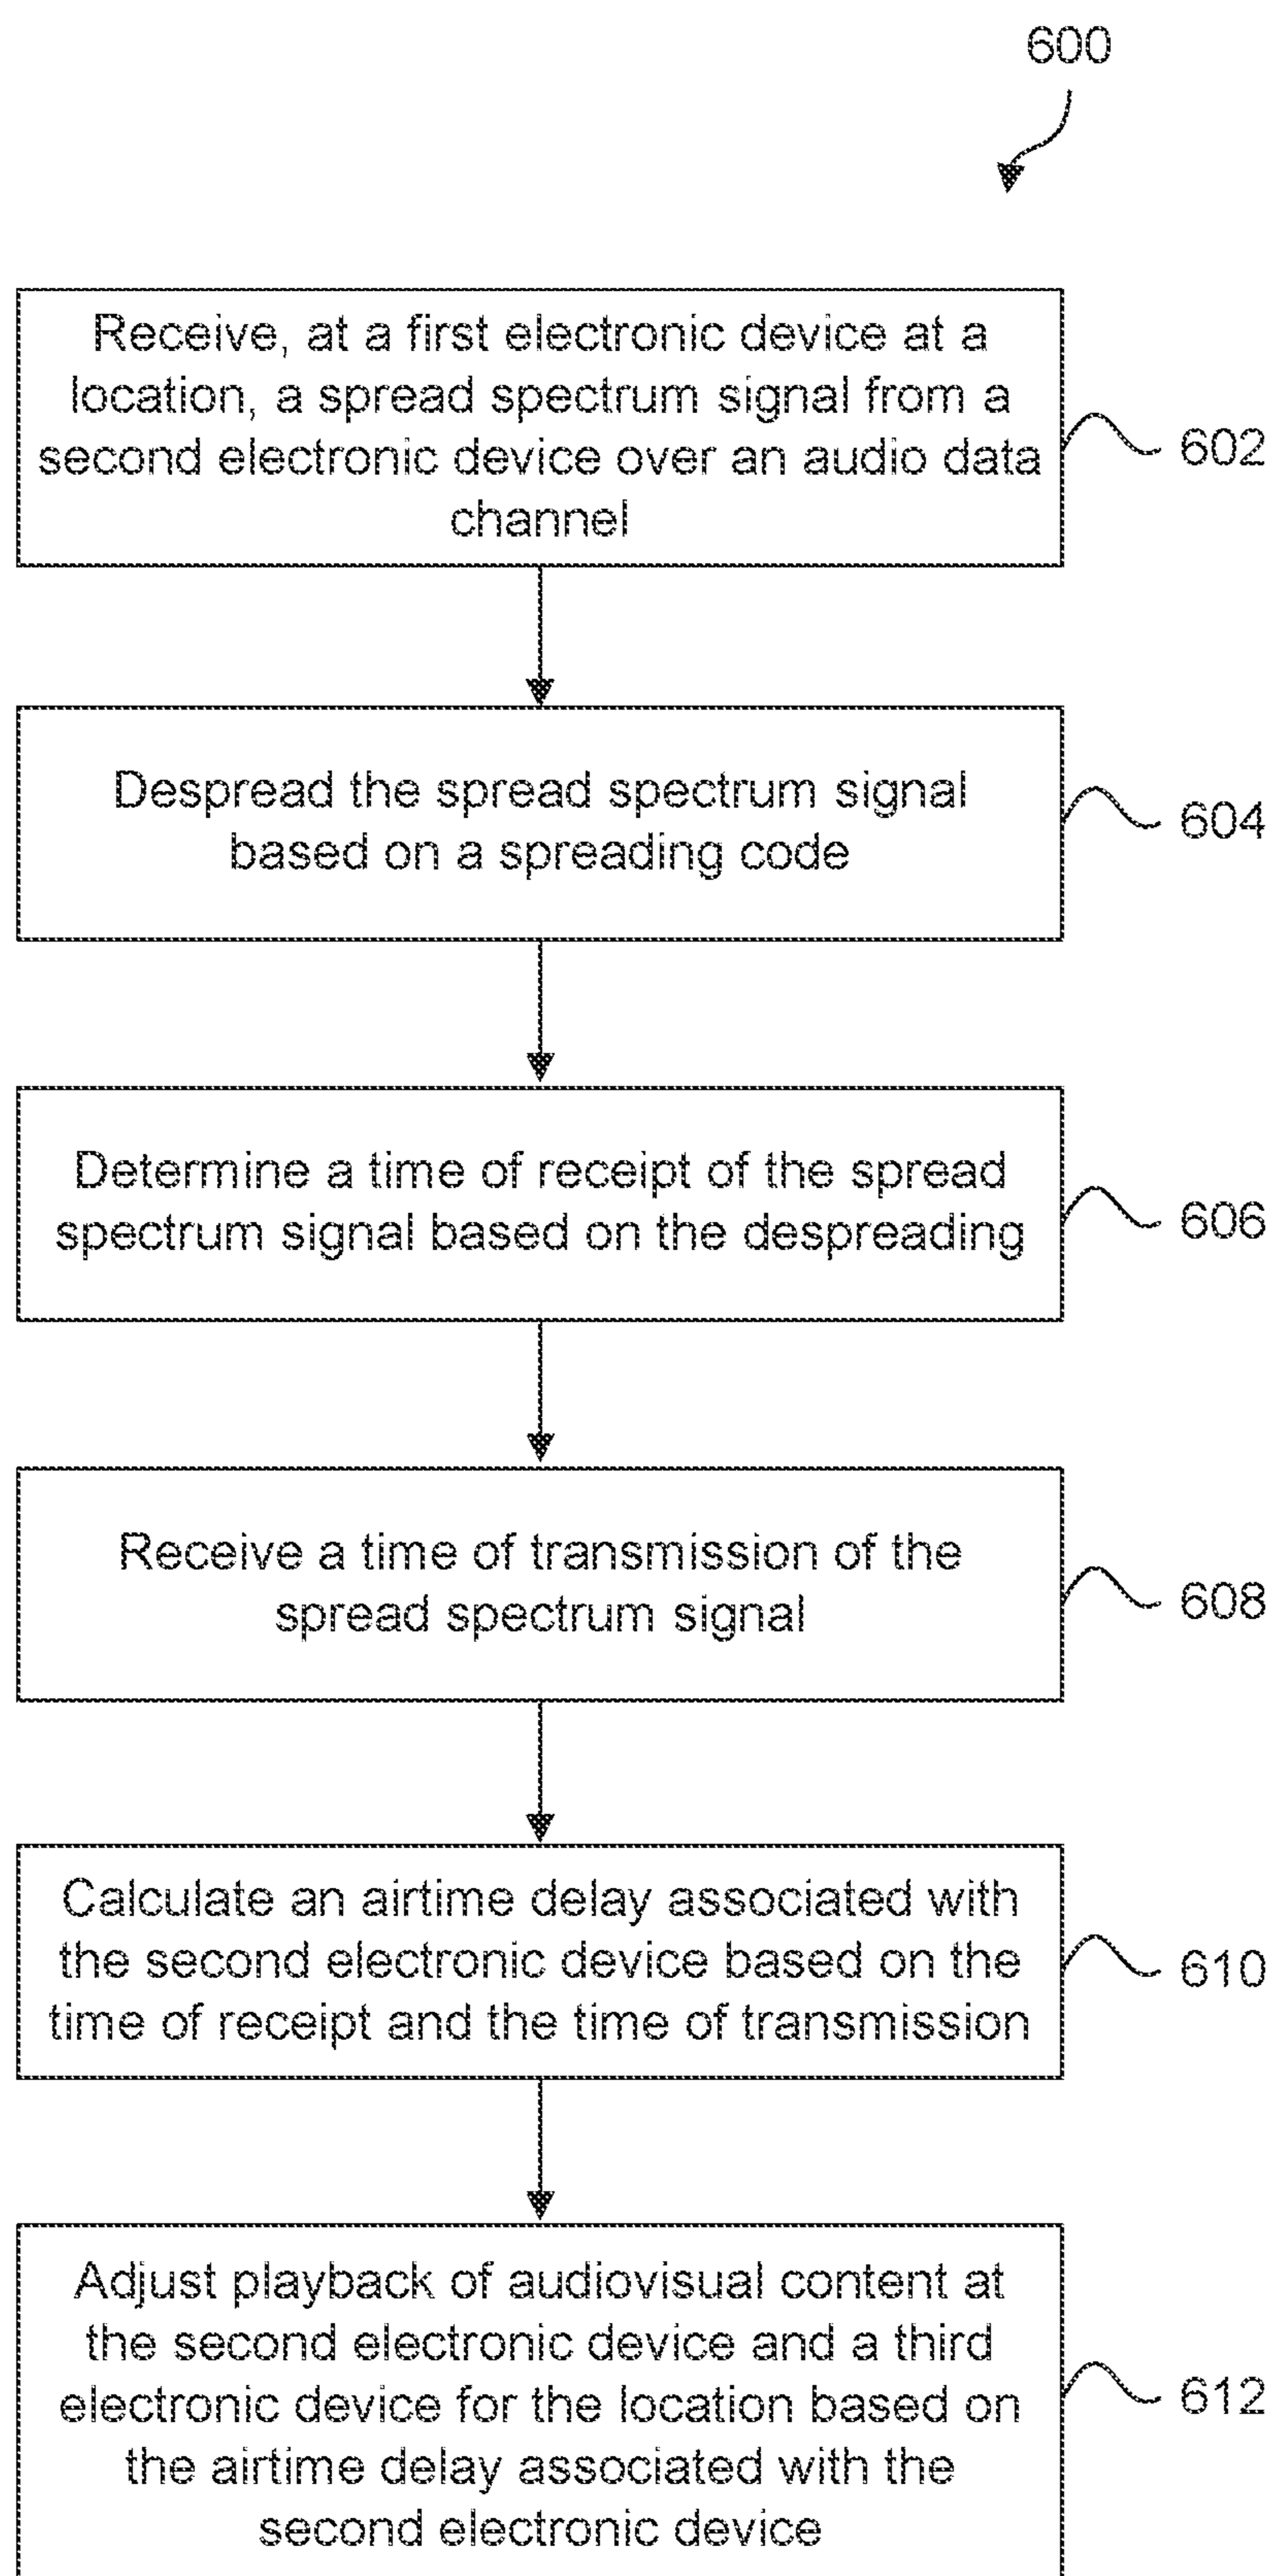 600
Receive, at a first electronic device at a
location, a spread spectrum signal from a
second electronic device over an audio data
channel
602
Despread the spread spectrum signal
based on a spreading code
604
Determine a time of receipt of the spread
spectrum signal based on the despreading
606
Receive a time of transmission of the
spread spectrum signal
608
Calculate an airtime delay associated with
the second electronic device based on the
time of receipt and the time of transmission
610
Adjust playback of audiovisual content at
the second electronic device and a third
electronic device for the location based on
the airtime delay associated with the
second electronic device
612